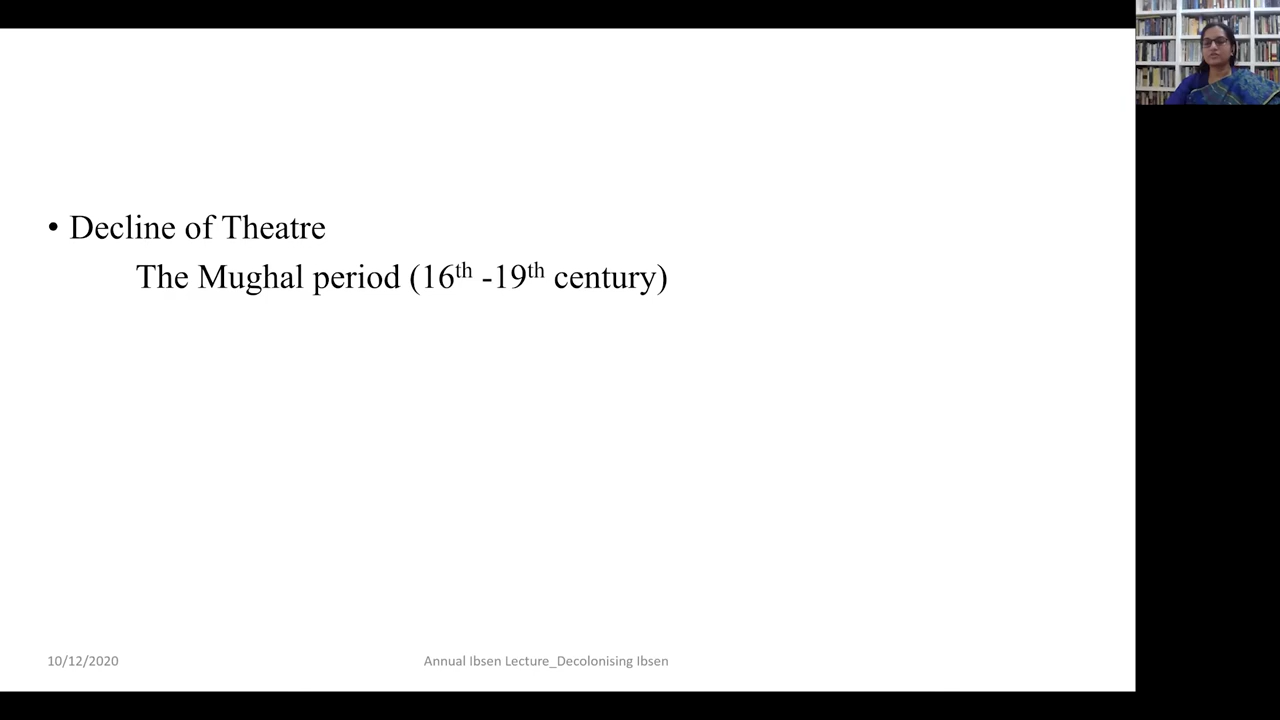 • Decline of Theatre
The Mughal period (16th -19th century)
10/12/2020
Annual Ibsen Lecture_Decolonising Ibsen